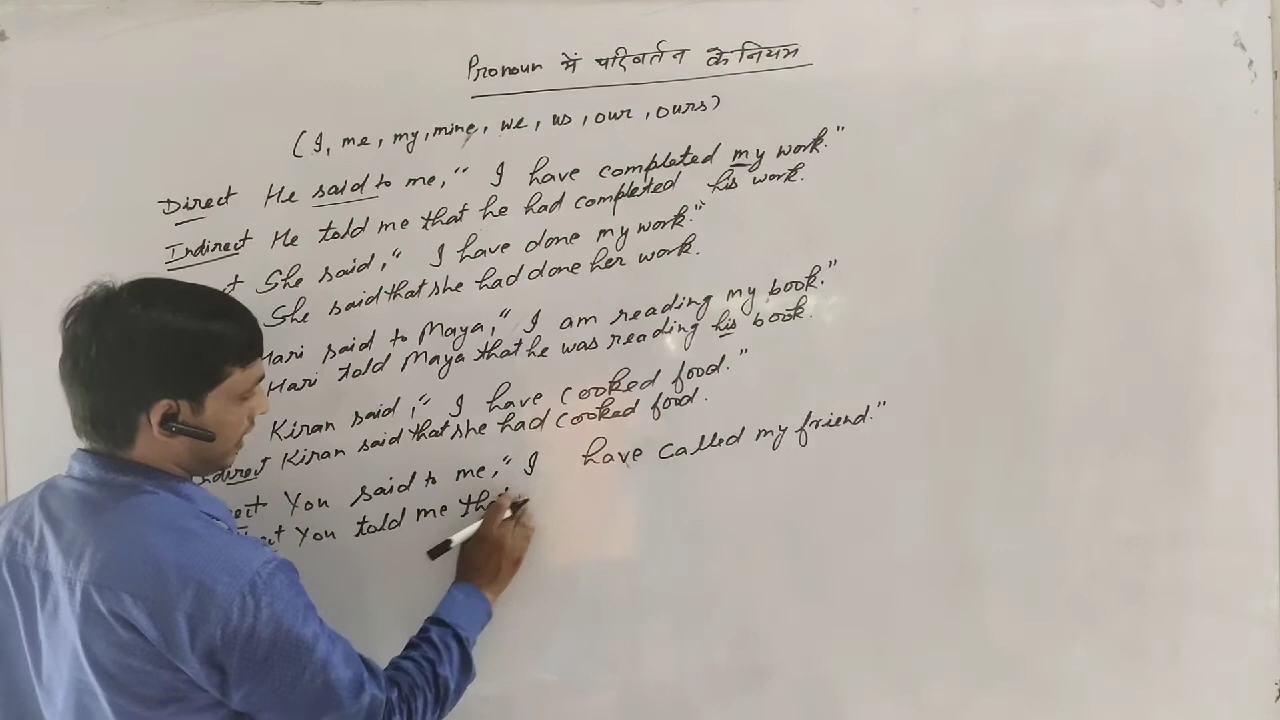 Pronoun में परिवर्तन के नियम
(I, me, my, mine, we, us, our, ours)
Direct He said to me, " I have completed my work."
Indirect He told me that he had completed his work.
She said, " I have done my work."
She said that she had done her work.
Hari said to Maya, " I am reading my book."
Hari told Maya that he was reading his book.
Kiran said, " I have cooked food."
Indirect Kiran said that she had cooked food.
You said to me, " I have called my friend."
You told me that